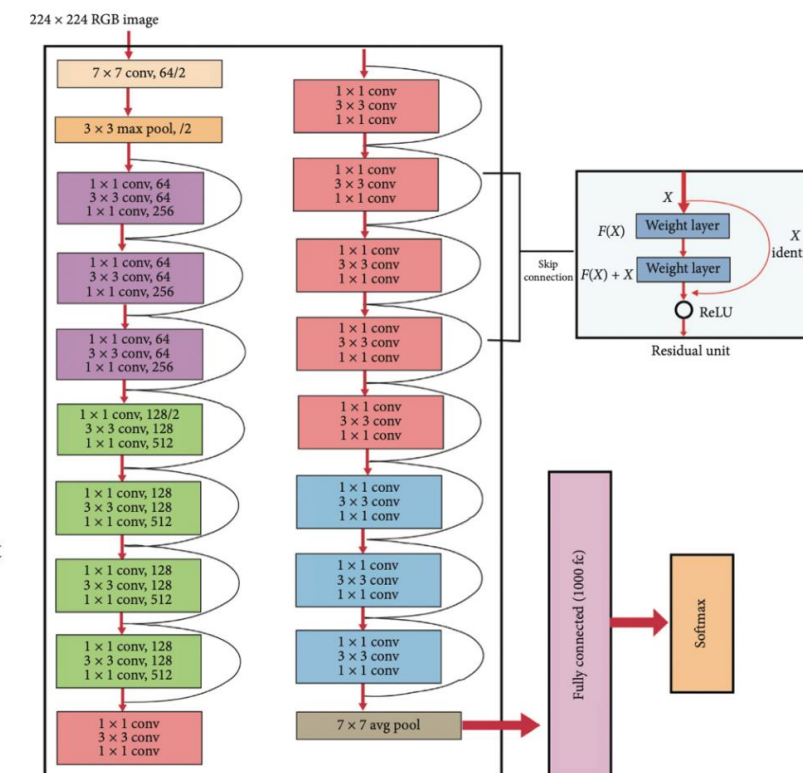 224 × 224 RGB image
7 × 7 conv, 64/2
3 × 3 max pool, /2
1 × 1 conv, 64
3 × 3 conv, 64
1 × 1 conv, 256
1 × 1 conv, 64
3 × 3 conv, 64
1 × 1 conv, 256
1 × 1 conv, 64
3 × 3 conv, 64
1 × 1 conv, 256
1 × 1 conv, 128/2
3 × 3 conv, 128
1 × 1 conv, 512
1 × 1 conv, 128
3 × 3 conv, 128
1 × 1 conv, 512
1 × 1 conv, 128
3 × 3 conv, 128
1 × 1 conv, 512
1 × 1 conv, 128
3 × 3 conv, 128
1 × 1 conv, 512
1 × 1 conv
3 × 3 conv
1 × 1 conv
1 × 1 conv
3 × 3 conv
1 × 1 conv
1 × 1 conv
3 × 3 conv
1 × 1 conv
1 × 1 conv
3 × 3 conv
1 × 1 conv
1 × 1 conv
3 × 3 conv
1 × 1 conv
1 × 1 conv
3 × 3 conv
1 × 1 conv
1 × 1 conv
3 × 3 conv
1 × 1 conv
1 × 1 conv
3 × 3 conv
1 × 1 conv
1 × 1 conv
3 × 3 conv
1 × 1 conv
7 × 7 avg pool
Skip
connection
X
F(X)
Weight layer
F(X) + X
Weight layer
X
ident
ReLU
Residual unit
Fully connected (1000 fc)
Softmax